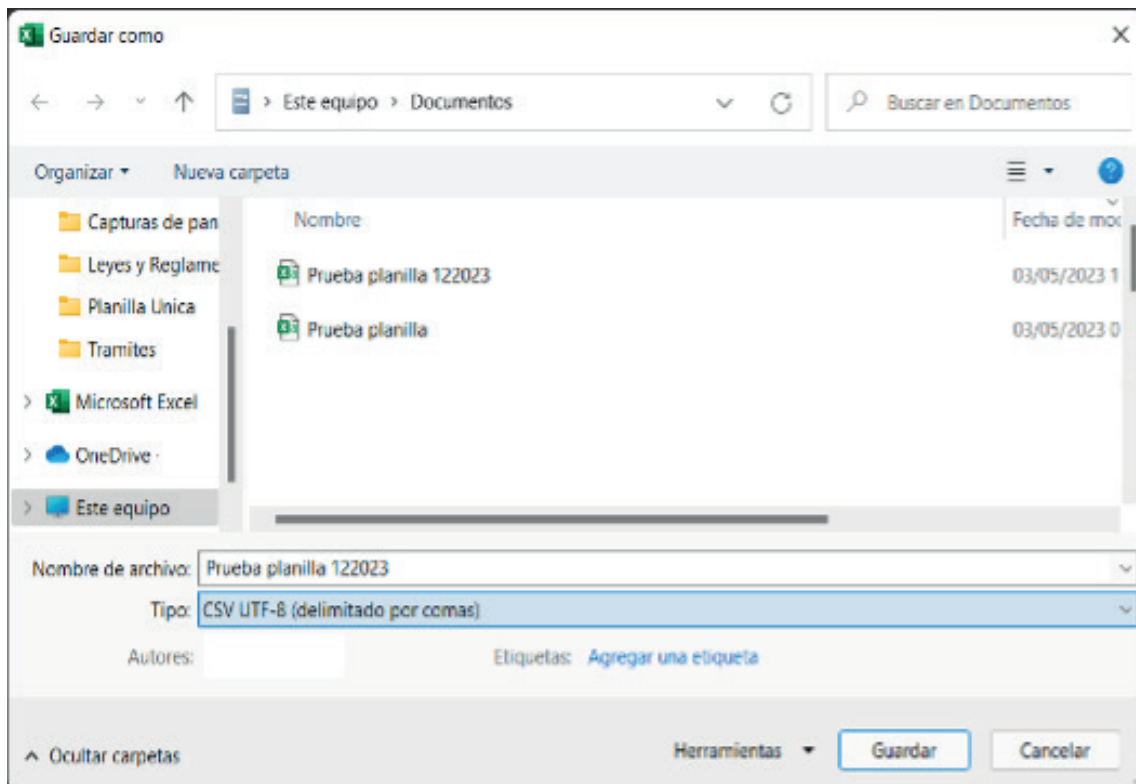 Guardar como
Este equipo > Documentos
Buscar en Documentos
Organizar
Nueva carpeta
Capturas de pan
Leyes y Reglame
Planilla Unica
Tramites
Microsoft Excel
OneDrive -
Este equipo
Nombre
Fecha de moc
Prueba planilla 122023
03/05/2023 1
Prueba planilla
03/05/2023 0
Nombre de archivo: Prueba planilla 122023
Tipo: CSV UTF-8 (delimitado por comas)
Autores:
Etiquetas: Agregar una etiqueta
Ocultar carpetas
Herramientas
Guardar
Cancelar